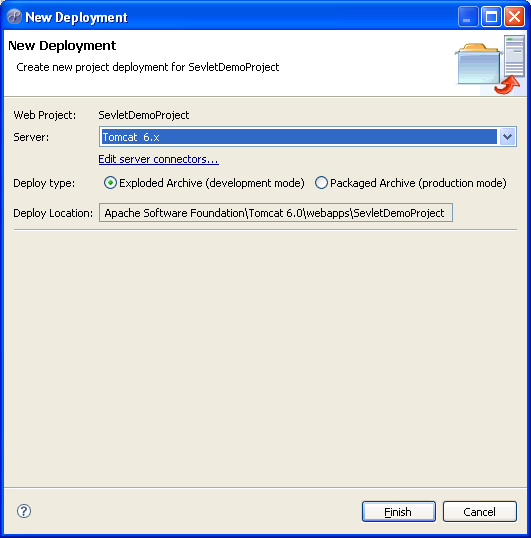 New Deployment
New Deployment
Create new project deployment for SevletDemoProject
Web Project: SevletDemoProject
Server: Tomcat 6.x
Edit server connectors...
Deploy type: Exploded Archive (development mode) Packaged Archive (production mode)
Deploy Location: Apache Software Foundation\Tomcat 6.0\webapps\SevletDemoProject
? Finish Cancel